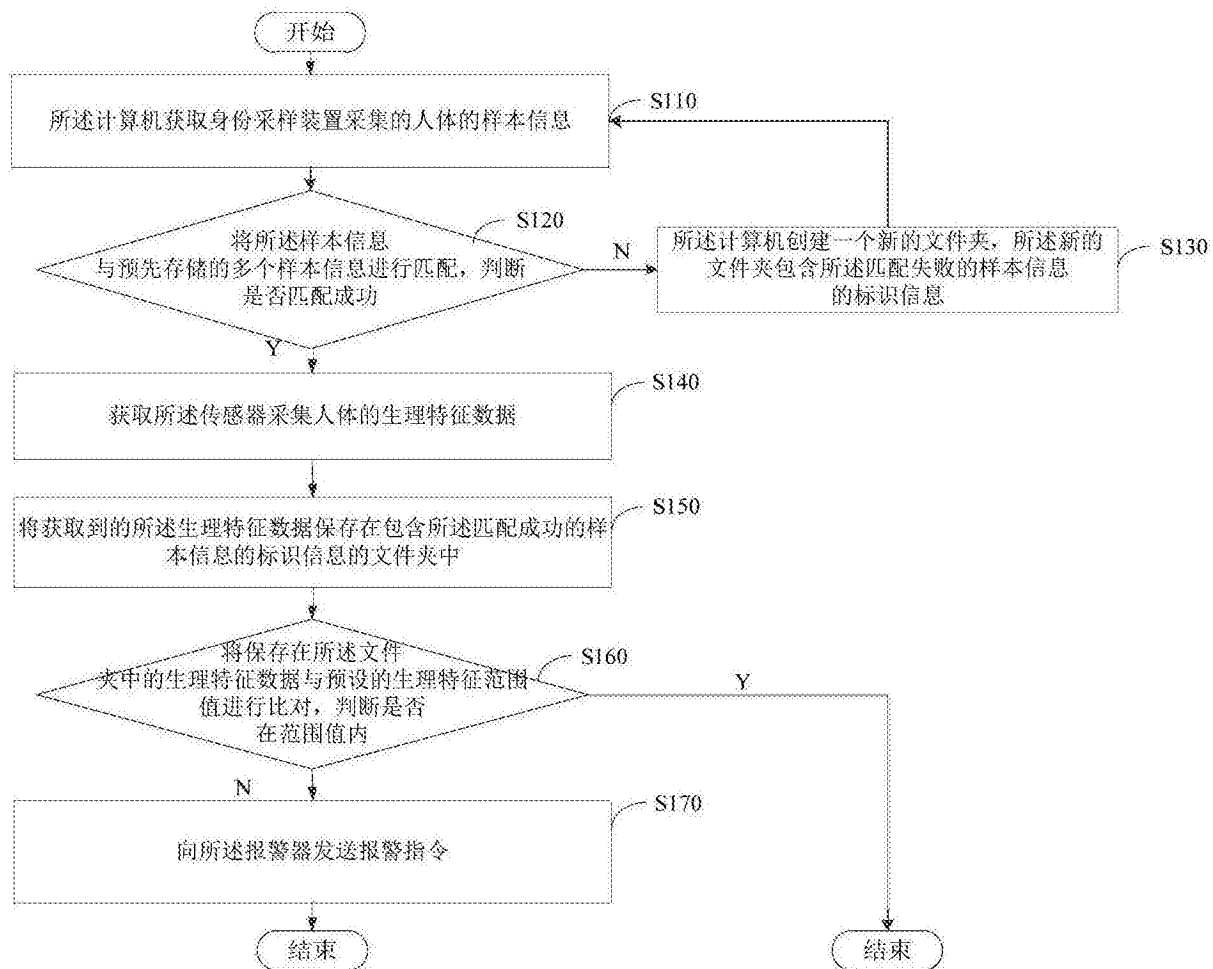 开始
所述计算机获取身份采样装置采集的人体的样本信息
S110
将所述样本信息
与预先存储的多个样本信息进行匹配，判断
是否匹配成功
S120
N
所述计算机创建一个新的文件夹，所述新的
文件夹包含所述匹配失败的样本信息
的标识信息
S130
Y
获取所述传感器采集人体的生理特征数据
S140
将获取到的所述生理特征数据保存在包含所述匹配成功的样
本信息的标识信息的文件夹中
S150
将保存在所述文件
夹中的生理特征数据与预设的生理特征范围
值进行比对，判断是否
在范围值内
S160
Y
N
向所述报警器发送报警指令
S170
结束
结束